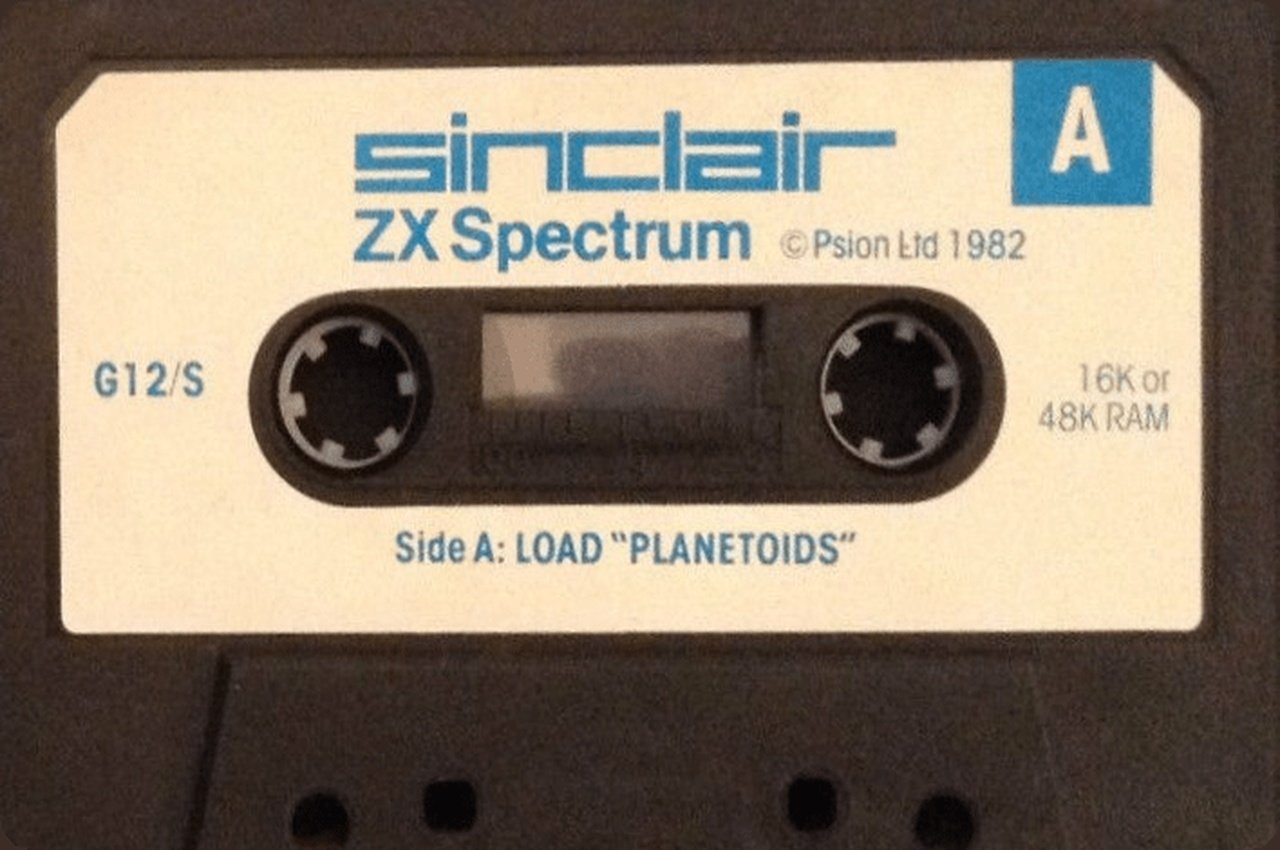 A
sinclair
ZX Spectrum © Psion Ltd 1982
G12/S
16K or
48K RAM
Side A: LOAD "PLANETOIDS"